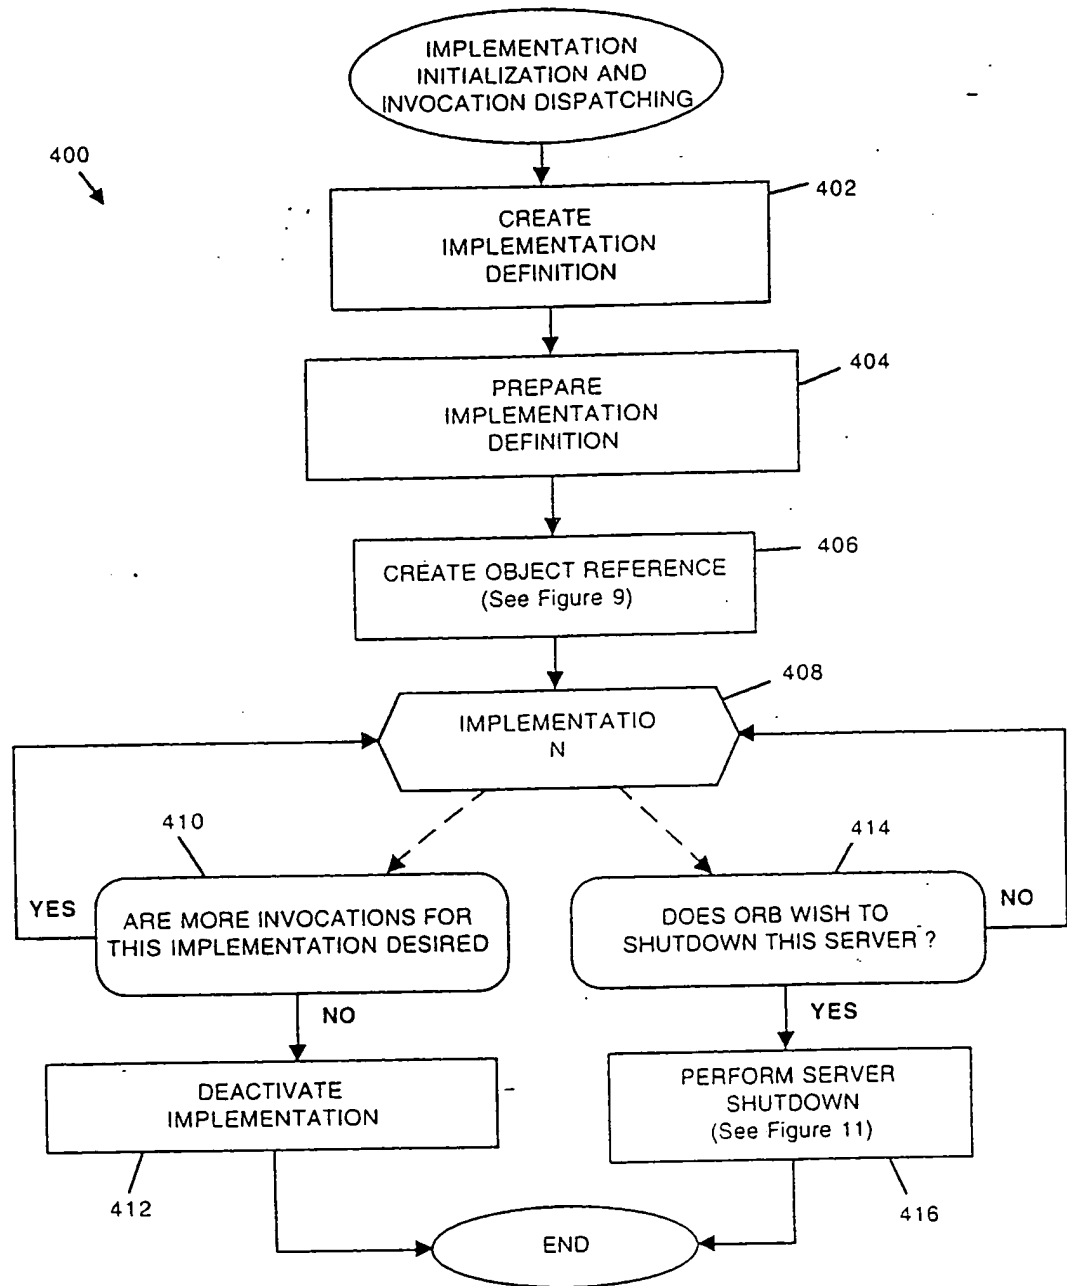 IMPLEMENTATION
INITIALIZATION AND
INVOCATION DISPATCHING
400
402
CREATE
IMPLEMENTATION
DEFINITION
404
PREPARE
IMPLEMENTATION
DEFINITION
406
CREATE OBJECT REFERENCE
(See Figure 9)
408
IMPLEMENTATIO
N
410
414
YES
ARE MORE INVOCATIONS FOR
THIS IMPLEMENTATION DESIRED
DOES ORB WISH TO
SHUTDOWN THIS SERVER ?
NO
NO
YES
DEACTIVATE
IMPLEMENTATION
PERFORM SERVER
SHUTDOWN
(See Figure 11)
412
416
END